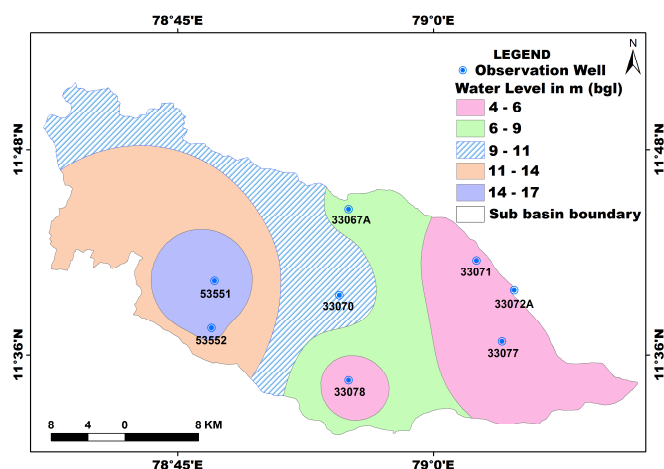 78°45'E 79°0'E
N
LEGEND
Observation Well
Water Level in m (bgl)
4 - 6
6 - 9
9 - 11
11 - 14
14 - 17
Sub basin boundary
11°48'N 11°48'N
33067A
33071
53551
33070
33072A
53552
33077
11°36'N 11°36'N
33078
8 4 0 8 KM
78°45'E 79°0'E